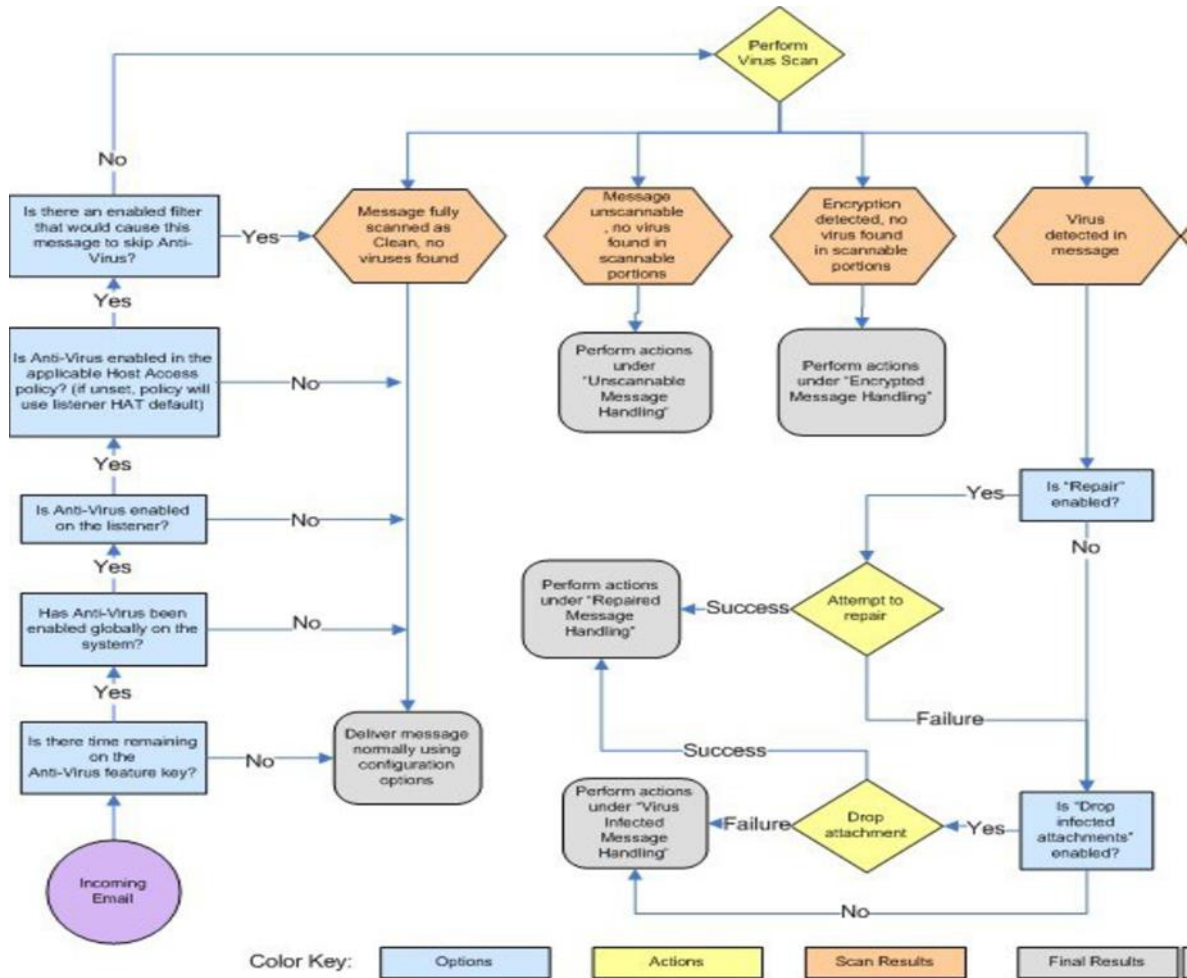 Perform
Virus Scan
No
Is there an enabled filter
that would cause this
message to skip Anti-
Virus?
Yes
Message fully
scanned as
Clean, no
viruses found
Message
unscannable
, no virus
found in
scannable
portions
Encryption
detected, no
virus found
in scannable
portions
Virus
detected in
message
Yes
Is Anti-Virus enabled in the
applicable Host Access
policy? (if unset, policy will
use listener HAT default)
No
Perform actions
under
"Unscannable
Message
Handling"
Perform actions
under "Encrypted
Message Handling"
Yes
Is Anti-Virus enabled
on the listener?
No
Yes
Is "Repair"
enabled?
No
Yes
Has Anti-Virus been
enabled globally on the
system?
No
Perform actions
under "Repaired
Message
Handling"
Success
Attempt to
repair
Yes
Failure
Is there time remaining
on the
Anti-Virus feature key?
No
Deliver message
normally using
configuration
options
Success
Perform actions
under "Virus
Infected
Message
Handling"
Failure
Drop
attachment
Yes
Is "Drop
infected
attachments"
enabled?
No
Incoming
Email
Color Key:
Options
Actions
Scan Results
Final Results